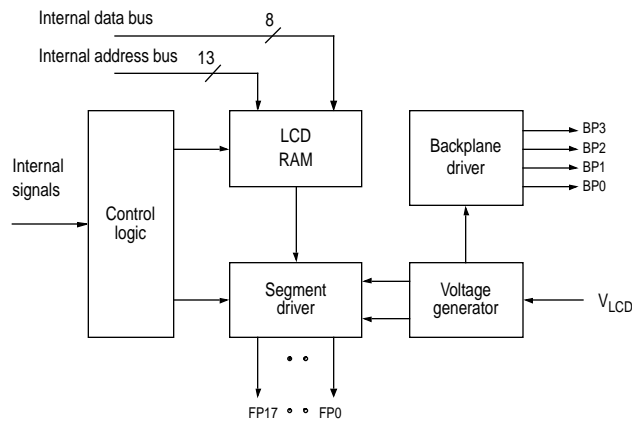 Internal data bus
8
Internal address bus
13
LCD
RAM
Backplane
driver
BP3
BP2
BP1
BP0
Internal
signals
Control
logic
Segment
driver
Voltage
generator
VLCD
FP17
FP0